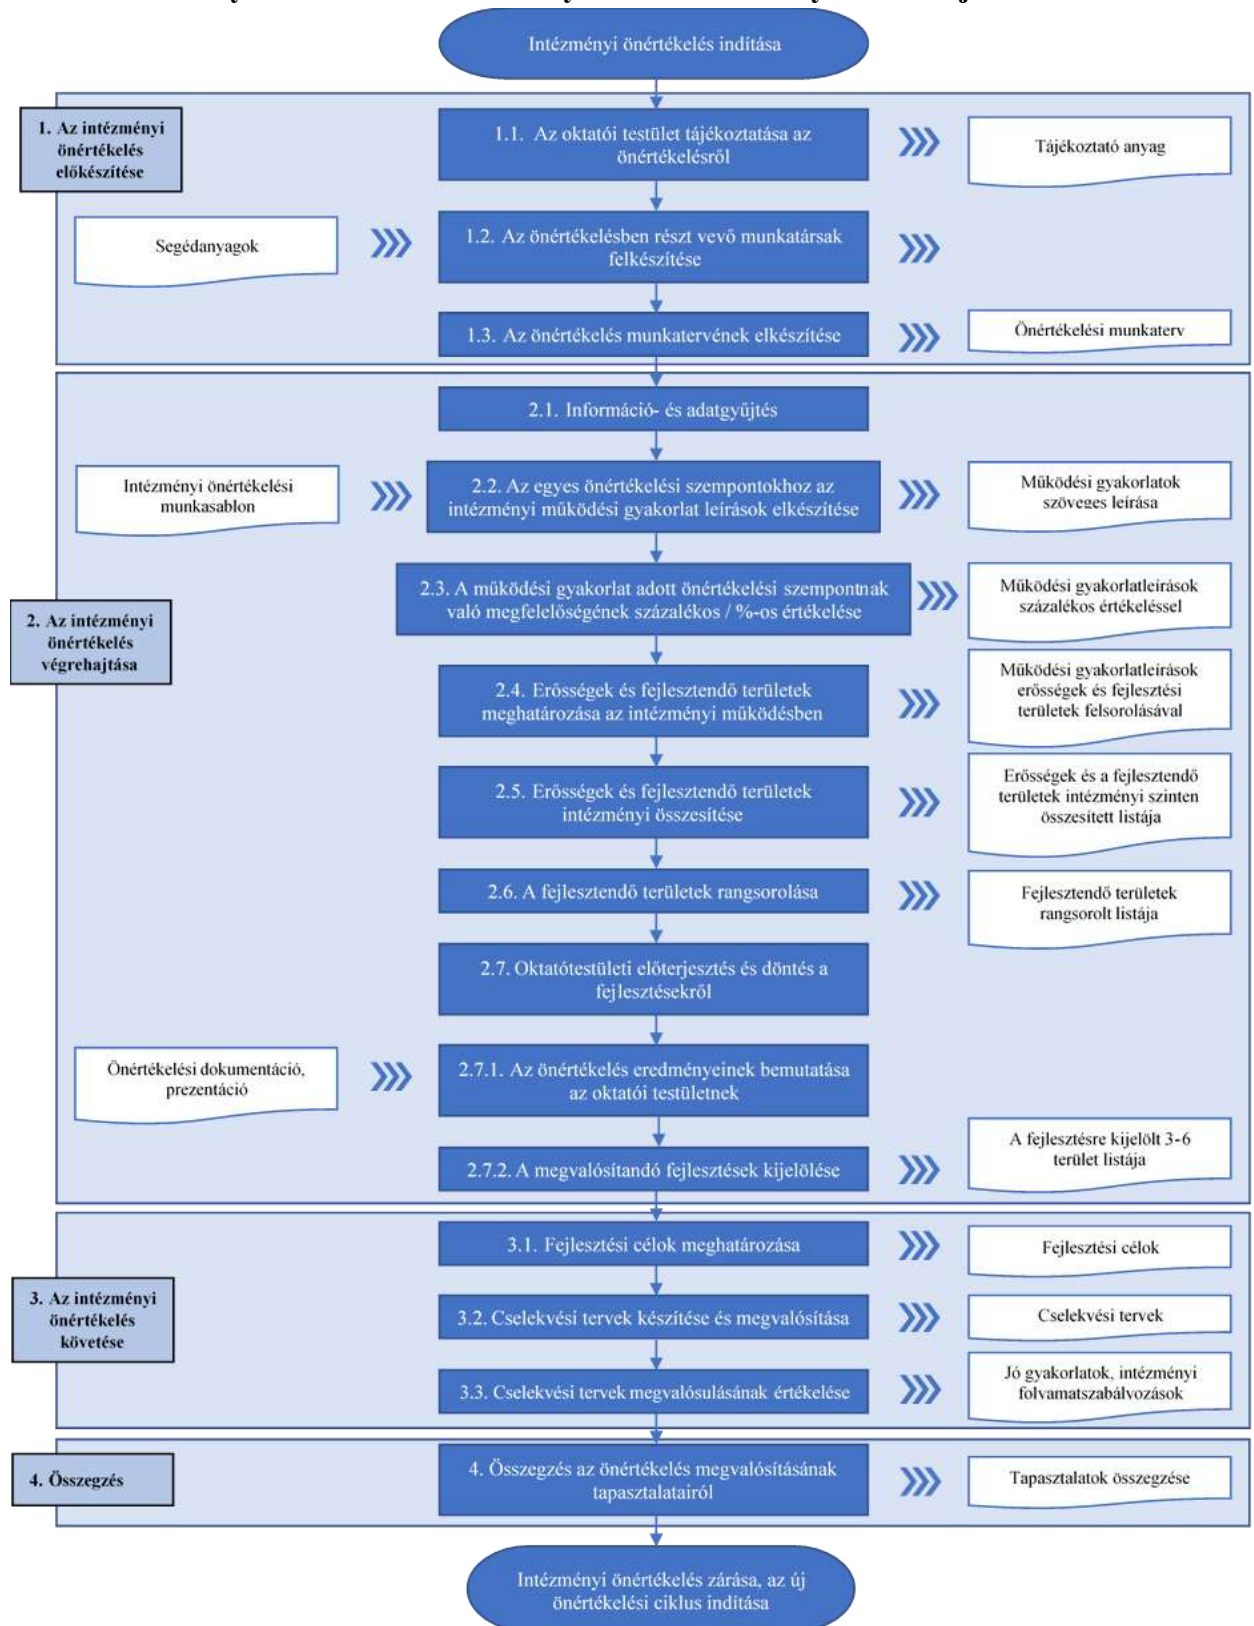 Intézményi önértékelés indítása
1. Az intézményi
önértékelés
előkészítése
1.1. Az oktatói testület tájékoztatása az
önértékelésről
Tájékoztató anyag
Segédanyagok
1.2. Az önértékelésben részt vevő munkatársak
felkészítése
1.3. Az önértékelés munkatervének elkészítése
Önértékelési munkaterv
2. Az intézményi
önértékelés
végrehajtása
2.1. Információ- és adatgyűjtés
Intézményi önértékelési
munkasablon
2.2. Az egyes önértékelési szempontokhoz az
intézményi működési gyakorlat leírások elkészítése
Működési gyakorlatok
szöveges leírása
2.3. A működési gyakorlat adott önértékelési szempontnak
való megfelelőségének százalékos / %-os értékelése
Működési gyakorlatleírások
százalékos értékeléssel
2.4. Erősségek és fejlesztendő területek
meghatározása az intézményi működésben
Működési gyakorlatleírások
erősségek és fejlesztési
területek felsorolásával
2.5. Erősségek és fejlesztendő területek
intézményi összesítése
Erősségek és a fejlesztendő
területek intézményi szinten
összesített listája
2.6. A fejlesztendő területek rangsorolása
Fejlesztendő területek
rangsorolt listája
2.7. Oktatótestületi előterjesztés és döntés a
fejlesztésekről
Önértékelési dokumentáció,
prezentáció
2.7.1. Az önértékelés eredményeinek bemutatása
az oktatói testületnek
2.7.2. A megvalósítandó fejlesztések kijelölése
A fejlesztésre kijelölt 3-6
terület listája
3. Az intézményi
önértékelés
követése
3.1. Fejlesztési célok meghatározása
Fejlesztési célok
3.2. Cselekvési tervek készítése és megvalósítása
Cselekvési tervek
3.3. Cselekvési tervek megvalósulásának értékelése
Jó gyakorlatok, intézményi
folyamatszabályozások
4. Összegzés
4. Összegzés az önértékelés megvalósításának
tapasztalatairól
Tapasztalatok összegzése
Intézményi önértékelés zárása, az új
önértékelési ciklus indítása